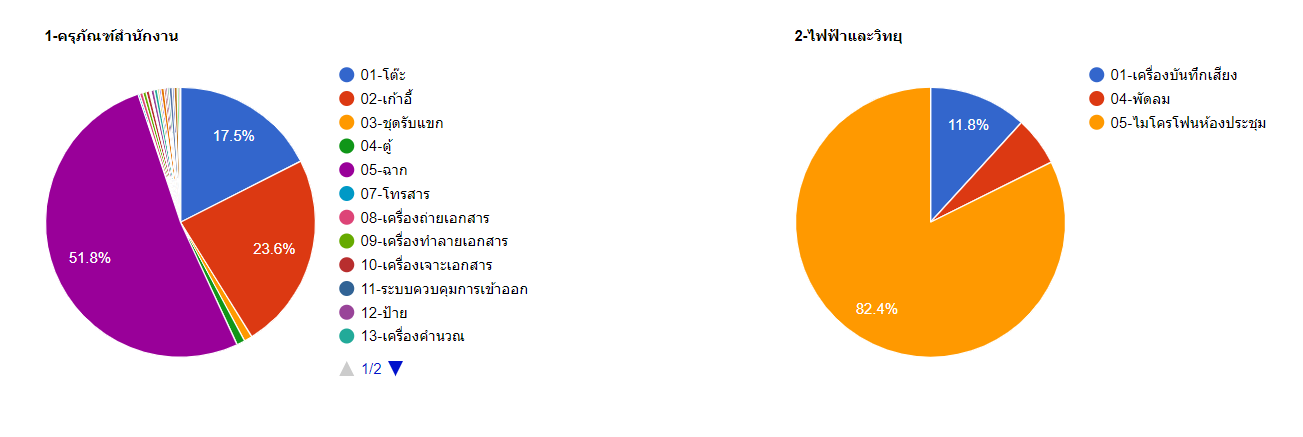 1-ครุภัณฑ์สำนักงาน
17.5%
23.6%
51.8%
01-โต๊ะ
02-เก้าอี้
03-ชุดรับแขก
04-ตู้
05-ฉาก
07-โทรสาร
08-เครื่องถ่ายเอกสาร
09-เครื่องทำลายเอกสาร
10-เครื่องเจาะเอกสาร
11-ระบบควบคุมการเข้าออก
12-ป้าย
13-เครื่องคำนวณ
1/2
2-ไฟฟ้าและวิทยุ
11.8%
82.4%
01-เครื่องบันทึกเสียง
04-พัดลม
05-ไมโครโฟนห้องประชุม